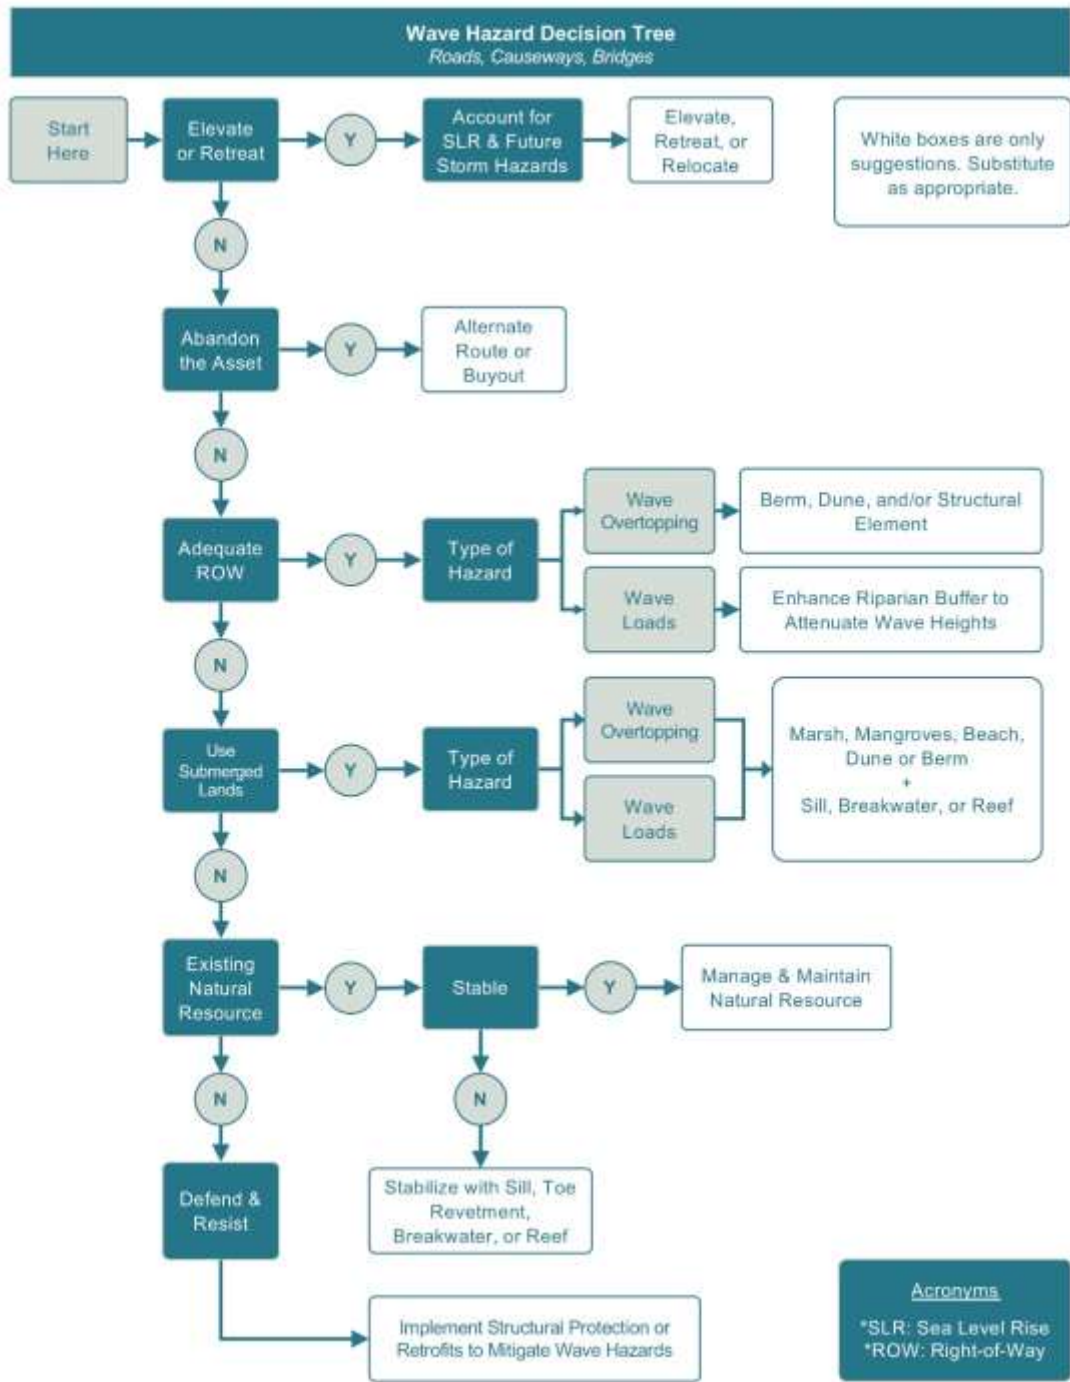 Wave Hazard Decision Tree
Roads, Causeways, Bridges
Start
Here
Elevate
or Retreat
Y
Account for
SLR & Future
Storm Hazards
Elevate,
Retreat, or
Relocate
White boxes are only
suggestions. Substitute
as appropriate.
N
Abandon
the Asset
Y
Alternate
Route or
Buyout
N
Adequate
ROW
Y
Type of
Hazard
Wave
Overtopping
Berm, Dune, and/or Structural
Element
Wave
Loads
Enhance Riparian Buffer to
Attenuate Wave Heights
N
Use
Submerged
Lands
Y
Type of
Hazard
Wave
Overtopping
Wave
Loads
Marsh, Mangroves, Beach,
Dune or Berm
+
Sill, Breakwater, or Reef
N
Existing
Natural
Resource
Y
Stable
Y
Manage & Maintain
Natural Resource
N
N
Defend &
Resist
Stabilize with Sill, Toe
Revetment,
Breakwater, or Reef
Implement Structural Protection or
Retrofits to Mitigate Wave Hazards
Acronyms
*SLR: Sea Level Rise
*ROW: Right-of-Way